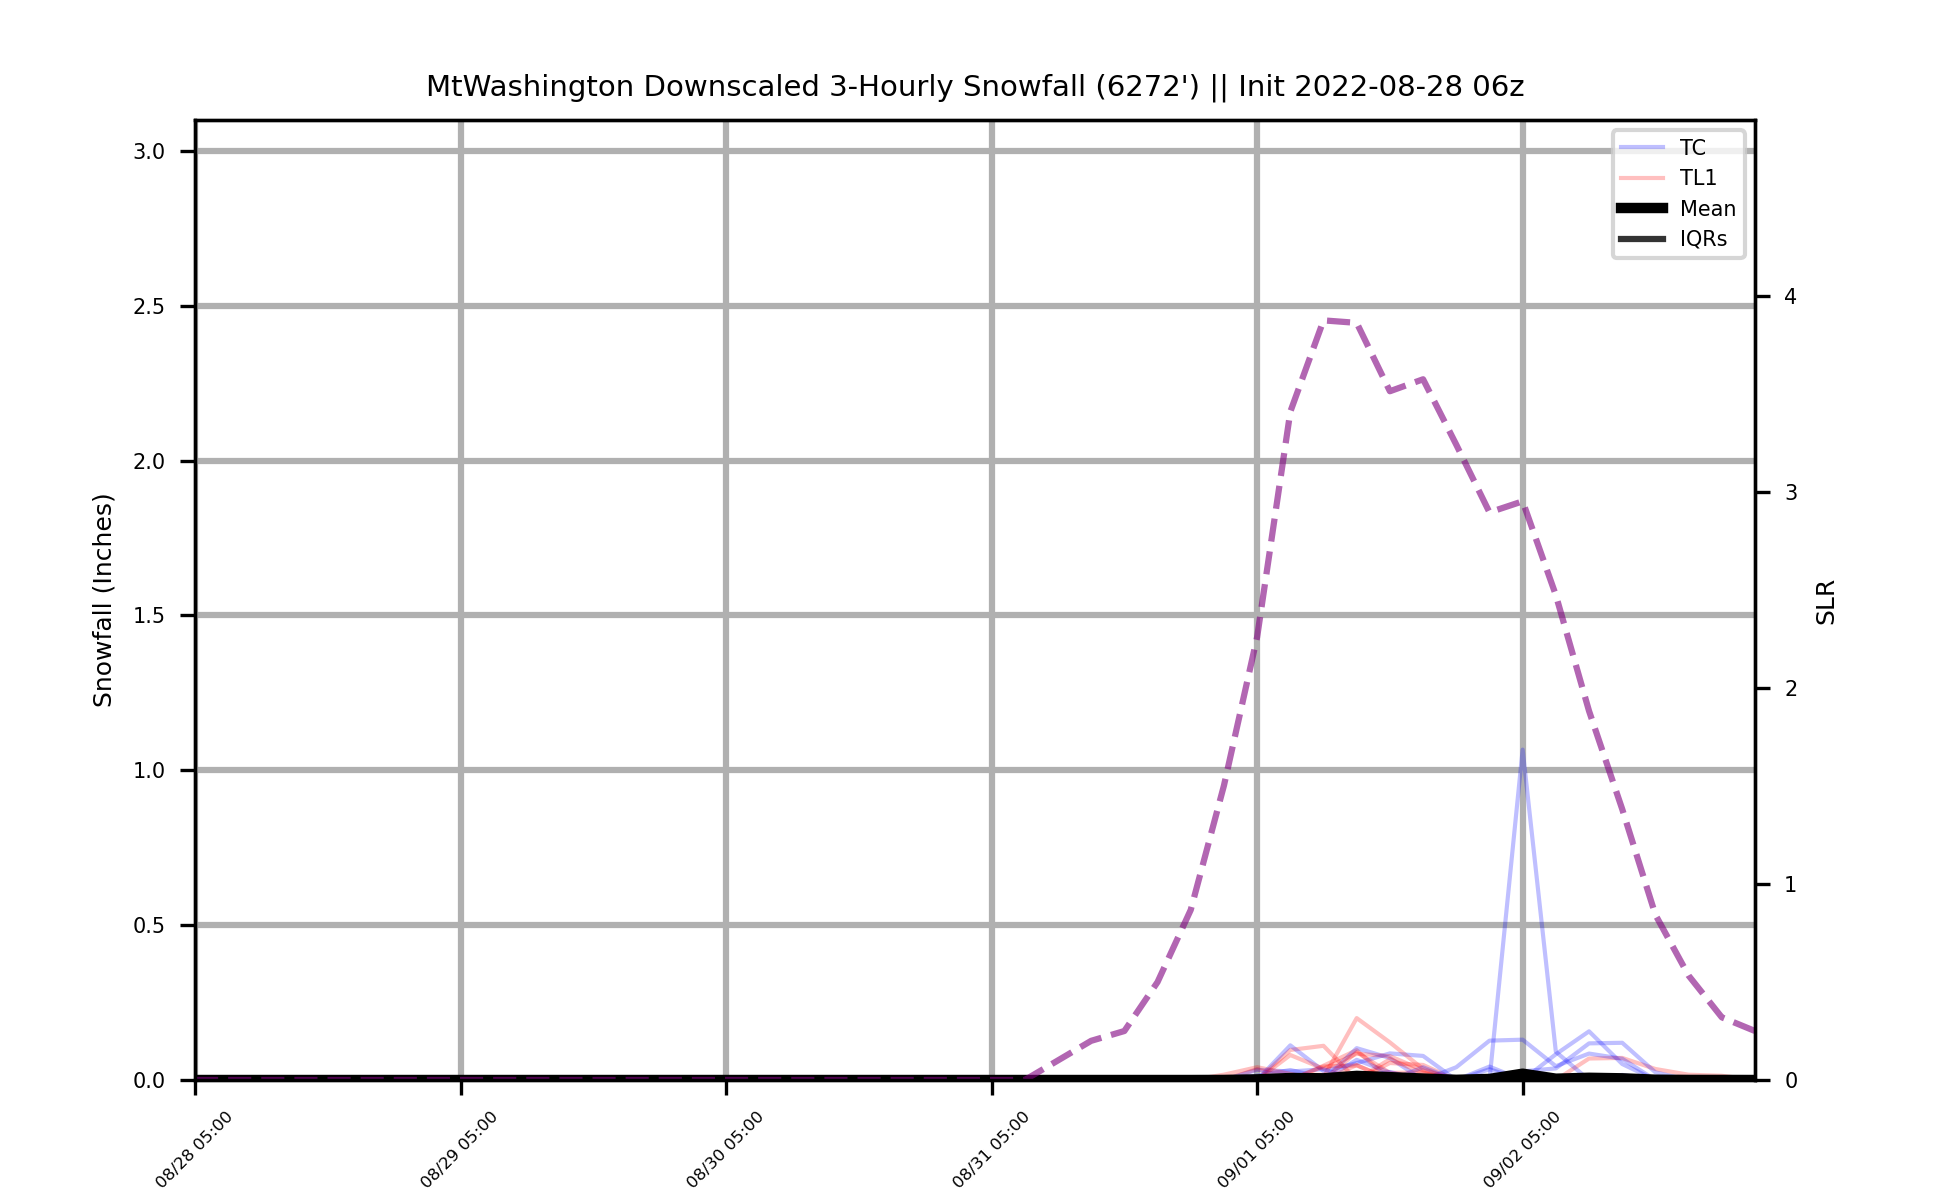 MtWashington Downscaled 3-Hourly Snowfall (6272') || Init 2022-08-28 06z
TC
TL1
Mean
IQRs
Snowfall (Inches)
3.0
2.5
2.0
1.5
1.0
0.5
0.0
4
3
2
1
0
SLR
08/28 05:00
08/29 05:00
08/30 05:00
08/31 05:00
09/01 05:00
09/02 05:00